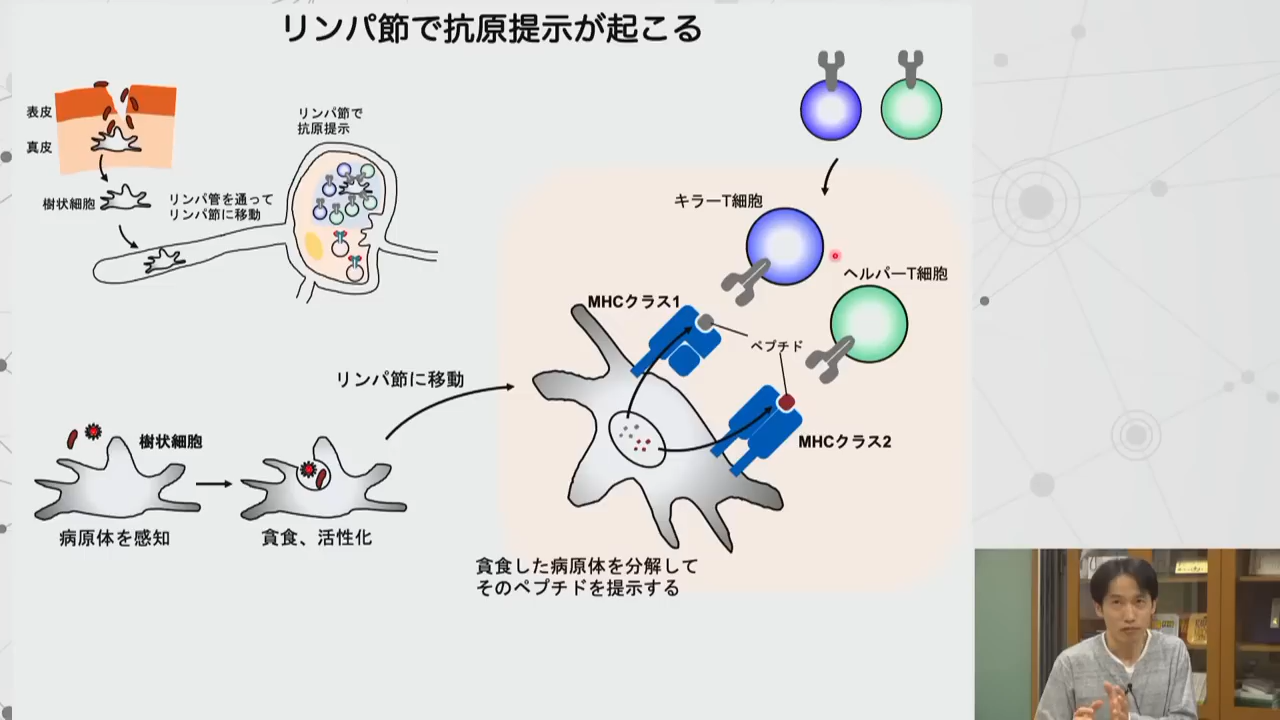 リンパ節で抗原提示が起こる
表皮
真皮
樹状細胞
リンパ管を通って
リンパ節に移動
リンパ節で
抗原提示
キラーT細胞
ヘルパーT細胞
MHCクラス1
ペプチド
MHCクラス2
リンパ節に移動
樹状細胞
病原体を感知
貪食、活性化
貪食した病原体を分解して
そのペプチドを提示する